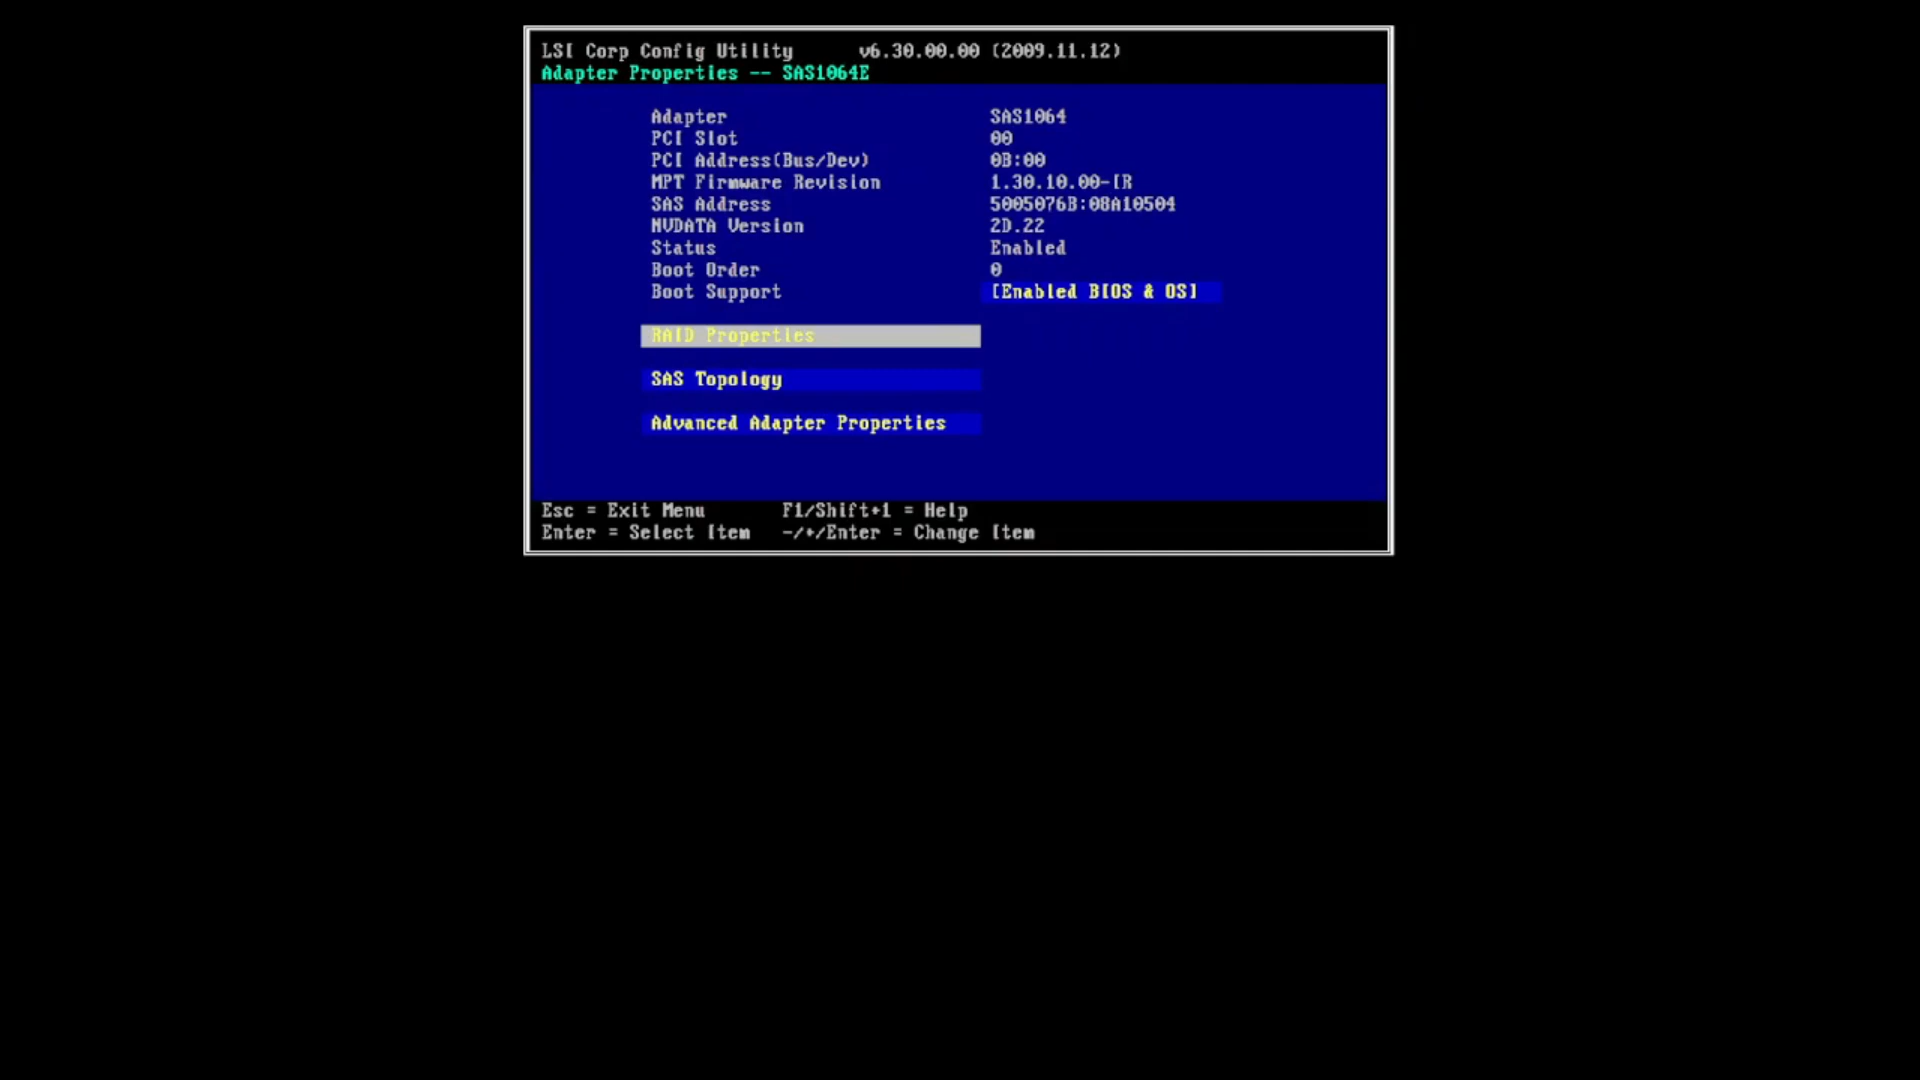 LSI Corp Config Utility v6.30.00.00 (2009.11.12)
Adapter Properties -- SAS1064E
Adapter SAS1064
PCI Slot 00
PCI Address(Bus/Dev) 0B:00
MPT Firmware Revision 1.30.10.00-IR
SAS Address 5005076B:08A10504
NVDATA Version 2D.22
Status Enabled
Boot Order 0
Boot Support [Enabled BIOS & OS]
RAID Properties
SAS Topology
Advanced Adapter Properties
Esc = Exit Menu F1/Shift+1 = Help
Enter = Select Item -/+/Enter = Change Item